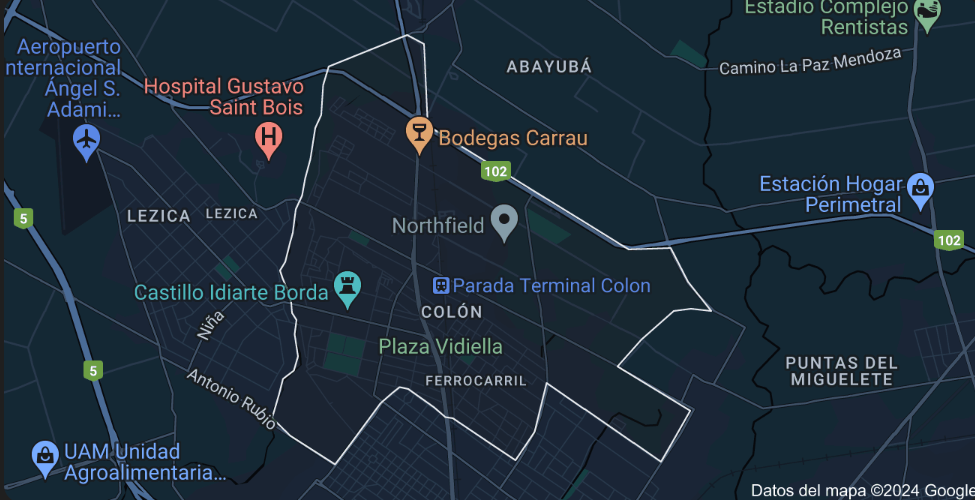 Estadio Complejo
Rentistas
Aeropuerto
nternacional
Ángel S.
Adami...
ABAYUBÁ
Camino La Paz Mendoza
Hospital Gustavo
Saint Bois
H
Bodegas Carrau
102
Estación Hogar
Perimetral
5
LEZICA
LEZICA
Northfield
102
Castillo Idiarte Borda
Parada Terminal Colon
COLÓN
Niña
Plaza Vidiella
5
FERROCARRIL
PUNTAS DEL
MIGUELETE
Antonio Rubio
UAM Unidad
Agroalimentaria...
Datos del mapa ©2024 Google